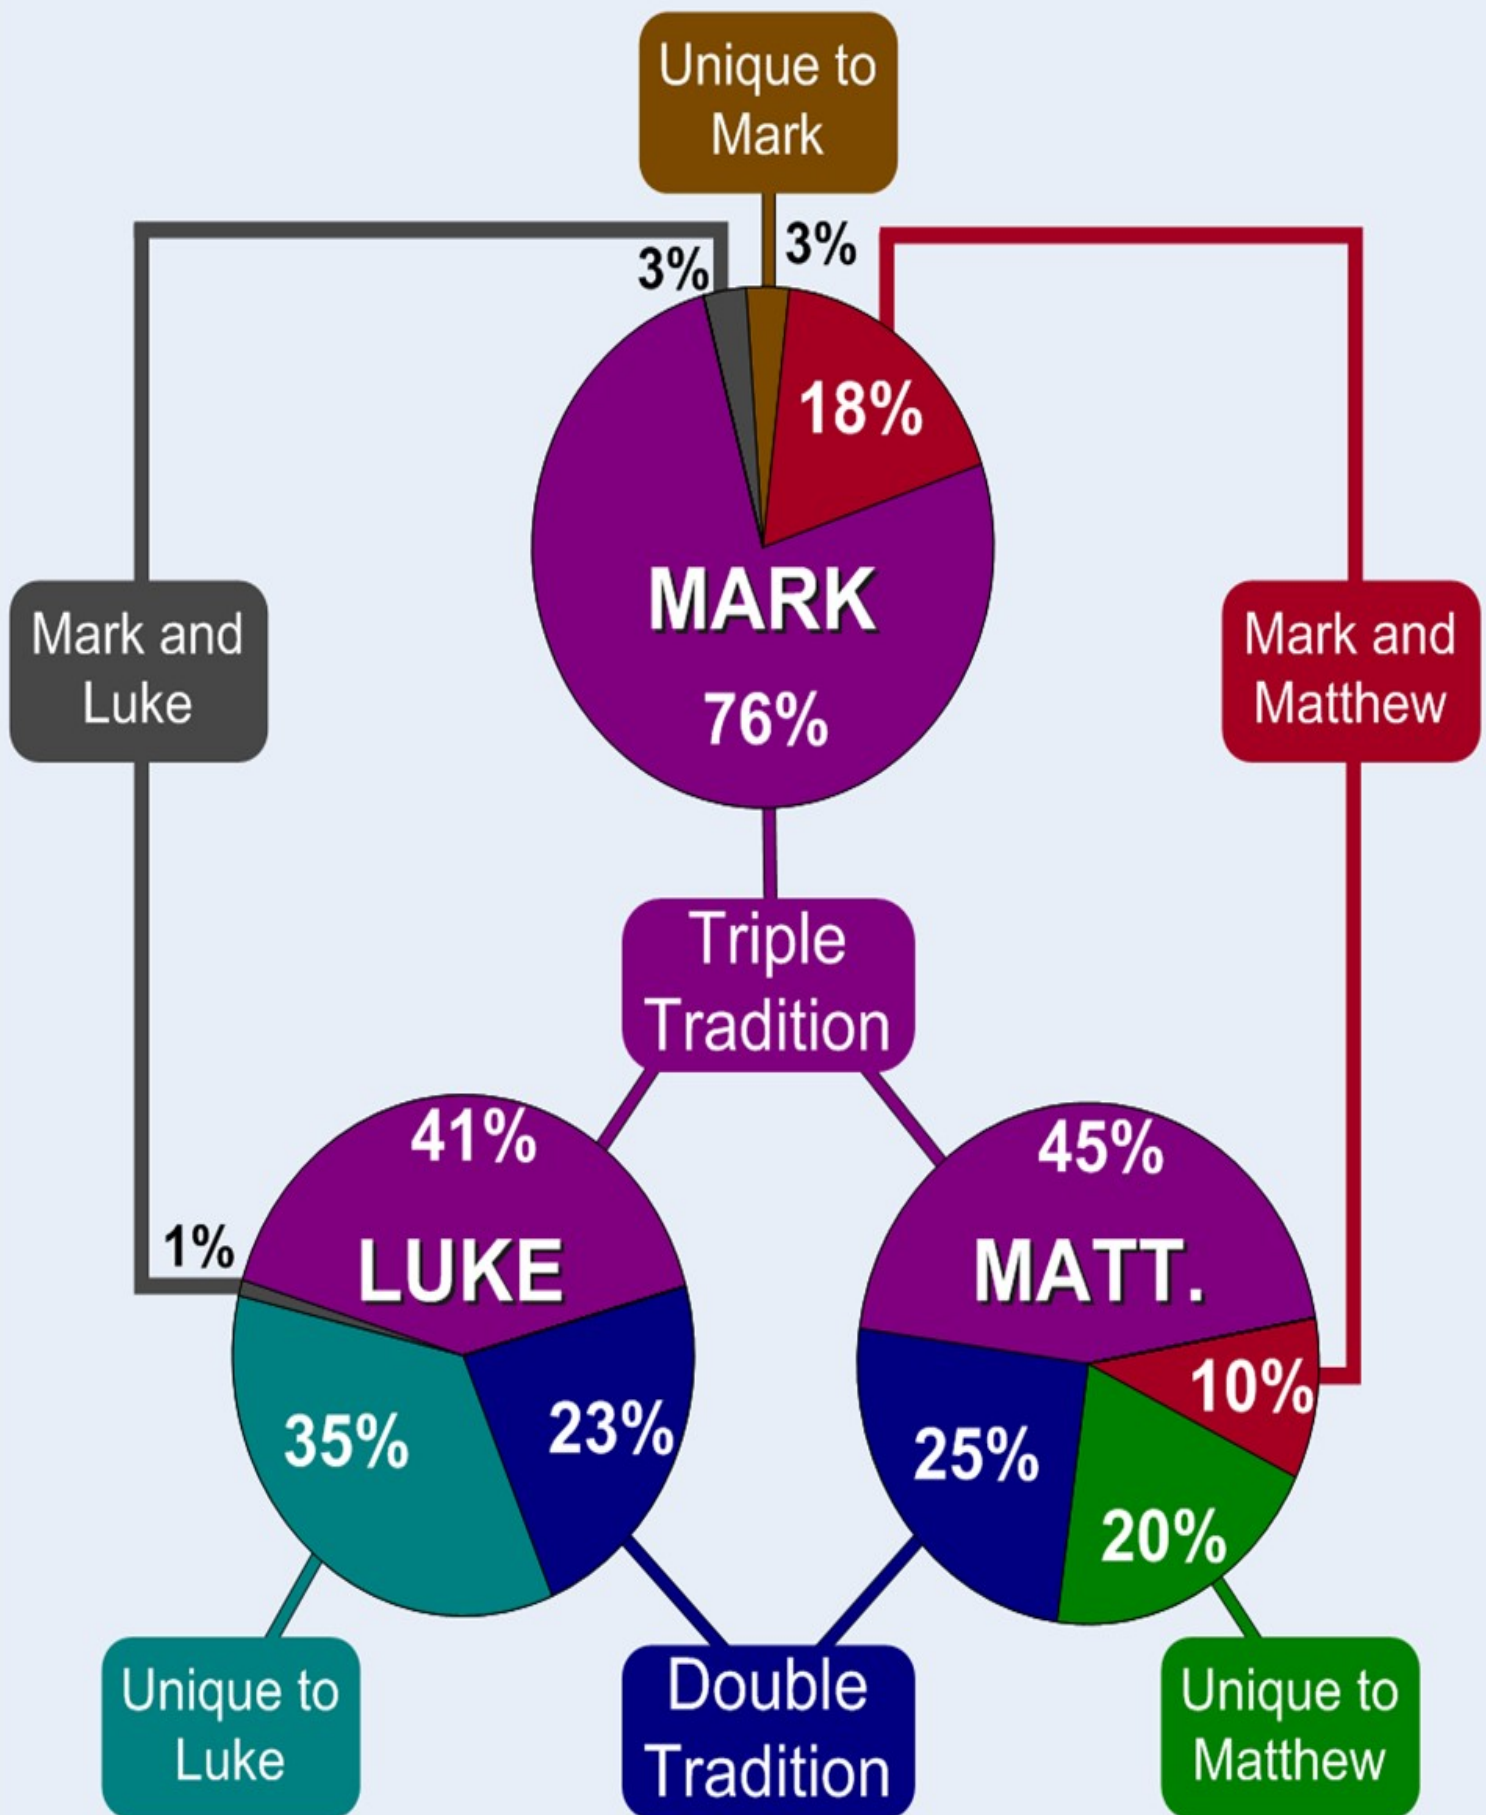 Unique to
Mark
3%
3%
18%
MARK
76%
Mark and
Luke
Mark and
Matthew
Triple
Tradition
41%
LUKE
1%
35%
23%
45%
MATT.
10%
25%
20%
Unique to
Luke
Double
Tradition
Unique to
Matthew